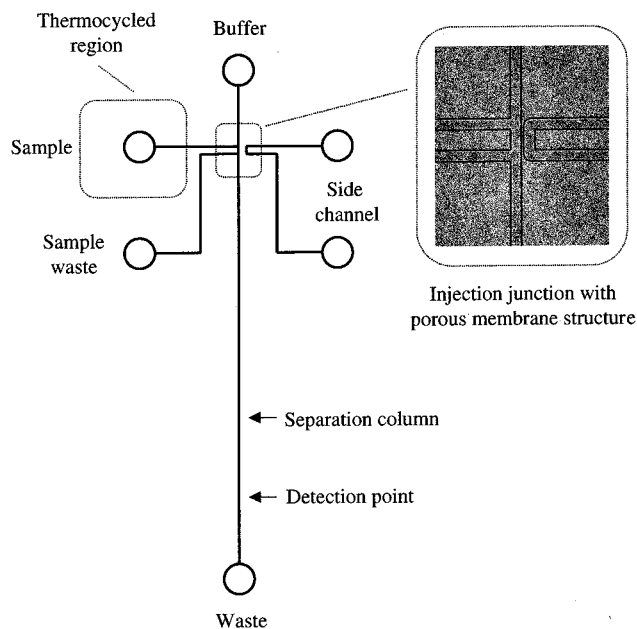 Thermocycled
region
Buffer
Sample
Side
channel
Sample
waste
Injection junction with
porous membrane structure
Separation column
Detection point
Waste